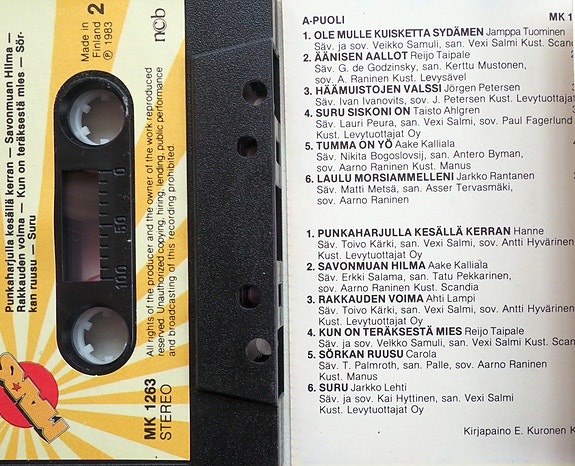 Punkaharjulla kesällä kerran — Savonmuan Hilma —
Rakkauden voima — Kun on teräksestä mies — Sör-
kan ruusu — Suru
2
Made in
Finland
℗ 1983
ncb
All rights of the producer and the owner of the work reproduced
reserved. Unauthorized copying, hiring, lending, public performance
and broadcasting of this recording prohibited.
100 50 0
MK 1263
STEREO
A-PUOLI MK 1
1. OLE MULLE KUISKETTA SYDÄMEN Jamppa Tuominen
Säv. ja sov. Veikko Samuli, san. Vexi Salmi Kust. Scand
2. ÄÄNISEN AALLOT Reijo Taipale
Säv. G. de Godzinsky, san. Kerttu Mustonen,
sov. A. Raninen Kust. Levysävel
3. HÄÄMUISTOJEN VALSSI Jörgen Petersen
Säv. Ivan Ivanovits, sov. J. Petersen Kust. Levytuottajat
4. SURU SISKONI ON Taisto Ahlgren
Säv. Lauri Peura, san. Vexi Salmi, sov. Paul Fagerlund
Kust. Levytuottajat Oy
5. TUMMA ON YÖ Aake Kalliala
Säv. Nikita Bogoslovsij, san. Antero Byman,
sov. Aarno Raninen Kust. Manus
6. LAULU MORSIAMMELLENI Jarkko Rantanen
Säv. Matti Metsä, san. Asser Tervasmäki,
sov. Aarno Raninen
1. PUNKAHARJULLA KESÄLLÄ KERRAN Hanne
Säv. Toivo Kärki, san. Vexi Salmi, sov. Antti Hyvärinen
Kust. Levytuottajat Oy
2. SAVONMUAN HILMA Aake Kalliala
Säv. Erkki Salama, san. Tatu Pekkarinen,
sov. Aarno Raninen Kust. Scandia
3. RAKKAUDEN VOIMA Ahti Lampi
Säv. Toivo Kärki, san. Vexi Salmi, sov. Antti Hyvärinen
Kust. Levytuottajat Oy
4. KUN ON TERÄKSESTÄ MIES Reijo Taipale
Säv. ja sov. Veikko Samuli, san. Vexi Salmi Kust. Scan
5. SÖRKAN RUUSU Carola
Säv. T. Palmroth, san. Palle, sov. Aarno Raninen
Kust. Manus
6. SURU Jarkko Lehti
Säv. ja sov. Kai Hyttinen, san. Vexi Salmi
Kust. Levytuottajat Oy
Kirjapaino E. Kuronen K